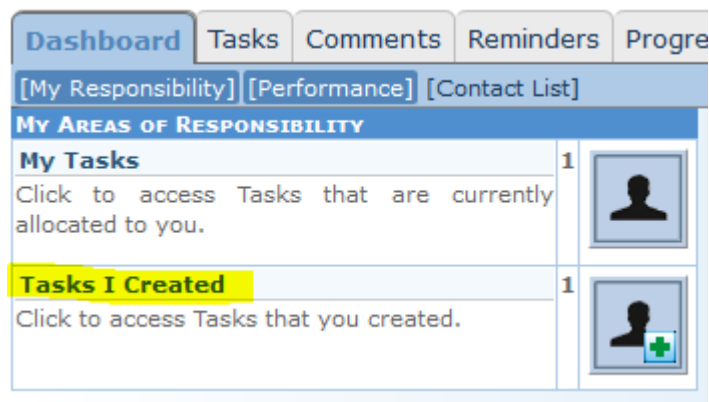 Dashboard Tasks Comments Reminders Progre
[My Responsibility] [Performance] [Contact List]
My Areas of Responsibility
My Tasks 1
Click to access Tasks that are currently
allocated to you.
Tasks I Created 1
Click to access Tasks that you created.